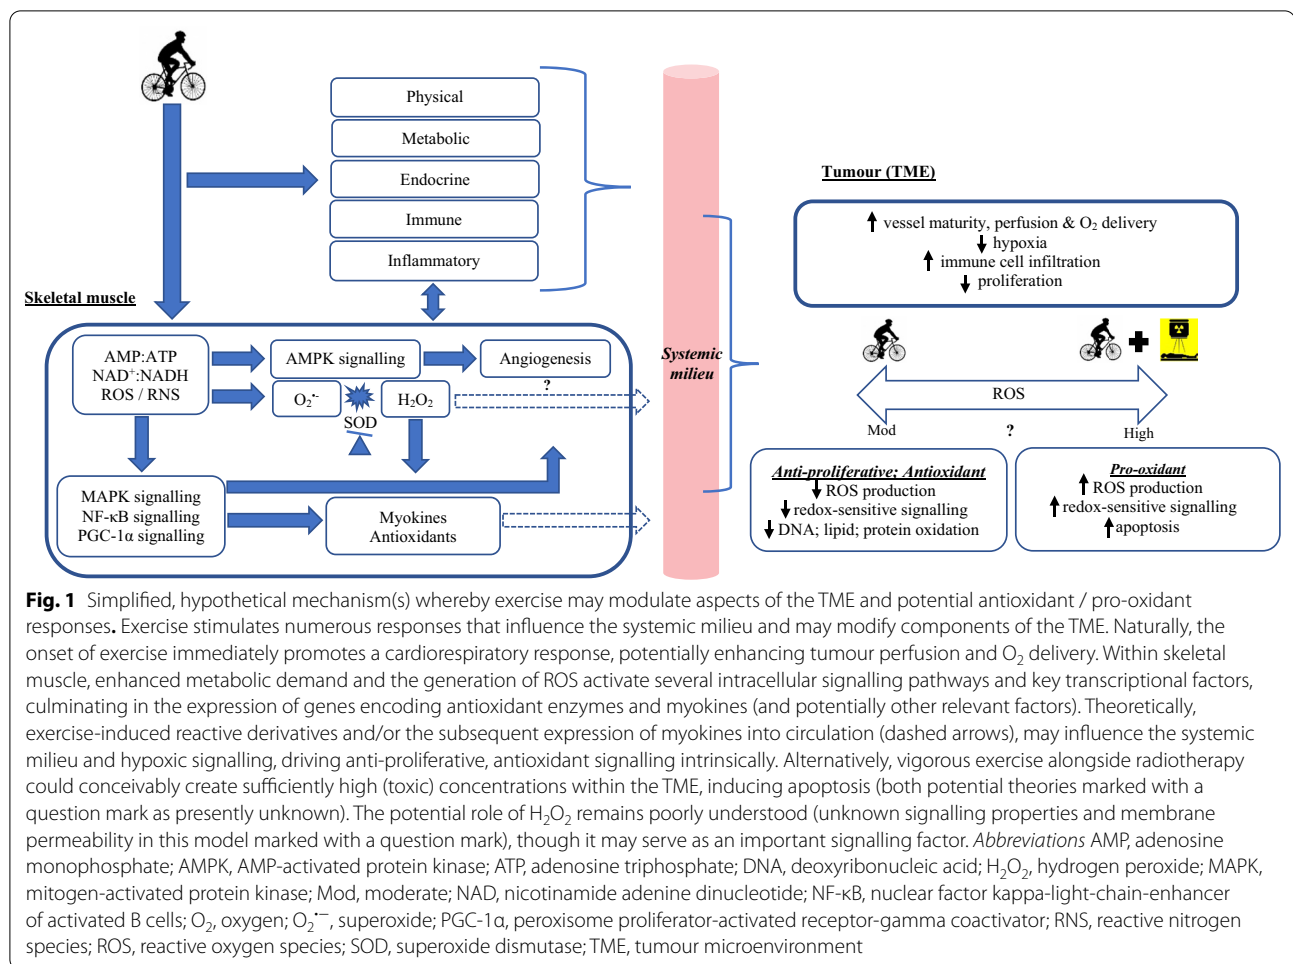 Physical
Metabolic
Endocrine
Immune
Inflammatory
Skeletal muscle
AMP:ATP
NAD⁺:NADH
ROS / RNS
AMPK signalling
Angiogenesis
?
O₂•-
SOD
H₂O₂
MAPK signalling
NF-κB signalling
PGC-1α signalling
Myokines
Antioxidants
Systemic
milieu
Tumour (TME)
↑ vessel maturity, perfusion & O₂ delivery
↓ hypoxia
↑ immune cell infiltration
↓ proliferation
ROS
Mod
?
High
Anti-proliferative; Antioxidant
↓ ROS production
↓ redox-sensitive signalling
↓ DNA; lipid; protein oxidation
Pro-oxidant
↑ ROS production
↑ redox-sensitive signalling
↑ apoptosis
Fig. 1 Simplified, hypothetical mechanism(s) whereby exercise may modulate aspects of the TME and potential antioxidant / pro-oxidant
responses. Exercise stimulates numerous responses that influence the systemic milieu and may modify components of the TME. Naturally, the
onset of exercise immediately promotes a cardiorespiratory response, potentially enhancing tumour perfusion and O₂ delivery. Within skeletal
muscle, enhanced metabolic demand and the generation of ROS activate several intracellular signalling pathways and key transcriptional factors,
culminating in the expression of genes encoding antioxidant enzymes and myokines (and potentially other relevant factors). Theoretically,
exercise-induced reactive derivatives and/or the subsequent expression of myokines into circulation (dashed arrows), may influence the systemic
milieu and hypoxic signalling, driving anti-proliferative, antioxidant signalling intrinsically. Alternatively, vigorous exercise alongside radiotherapy
could conceivably create sufficiently high (toxic) concentrations within the TME, inducing apoptosis (both potential theories marked with a
question mark as presently unknown). The potential role of H₂O₂ remains poorly understood (unknown signalling properties and membrane
permeability in this model marked with a question mark), though it may serve as an important signalling factor. Abbreviations AMP, adenosine
monophosphate; AMPK, AMP-activated protein kinase; ATP, adenosine triphosphate; DNA, deoxyribonucleic acid; H₂O₂, hydrogen peroxide; MAPK,
mitogen-activated protein kinase; Mod, moderate; NAD, nicotinamide adenine dinucleotide; NF-κB, nuclear factor kappa-light-chain-enhancer
of activated B cells; O₂, oxygen; O₂•−, superoxide; PGC-1α, peroxisome proliferator-activated receptor-gamma coactivator; RNS, reactive nitrogen
species; ROS, reactive oxygen species; SOD, superoxide dismutase; TME, tumour microenvironment